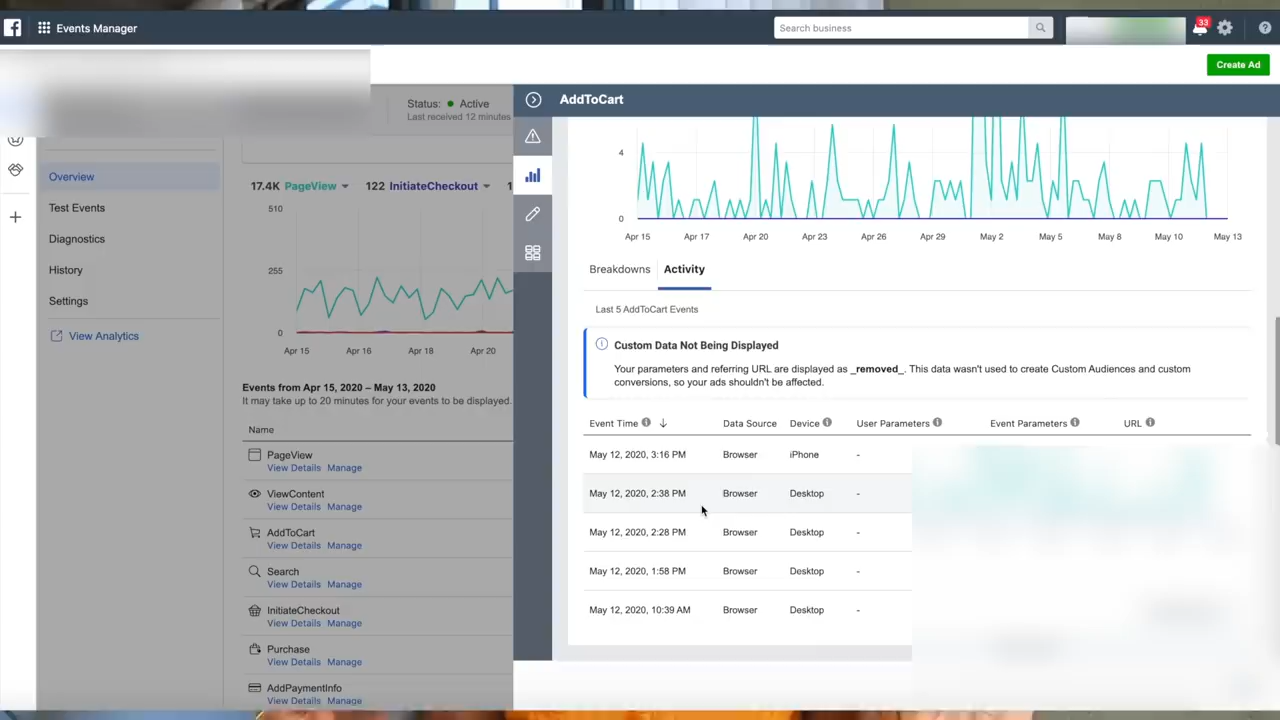 Events Manager
Search business
33
Create Ad
Status: Active
Last received 12 minutes
AddToCart
Overview
Test Events
Diagnostics
History
Settings
View Analytics
17.4K PageView 122 InitiateCheckout 1
510
255
0
Apr 15 Apr 16 Apr 18 Apr 20
Events from Apr 15, 2020 – May 13, 2020
It may take up to 20 minutes for your events to be displayed.
Name
PageView
View Details Manage
ViewContent
View Details Manage
AddToCart
View Details Manage
Search
View Details Manage
InitiateCheckout
View Details Manage
Purchase
View Details Manage
AddPaymentInfo
View Details Manage
4
0
Apr 15 Apr 17 Apr 20 Apr 23 Apr 26 Apr 29 May 2 May 5 May 8 May 10 May 13
Breakdowns Activity
Last 5 AddToCart Events
Custom Data Not Being Displayed
Your parameters and referring URL are displayed as _removed_. This data wasn't used to create Custom Audiences and custom
conversions, so your ads shouldn't be affected.
Event Time Data Source Device User Parameters Event Parameters URL
May 12, 2020, 3:16 PM Browser iPhone -
May 12, 2020, 2:38 PM Browser Desktop -
May 12, 2020, 2:28 PM Browser Desktop -
May 12, 2020, 1:58 PM Browser Desktop -
May 12, 2020, 10:39 AM Browser Desktop -